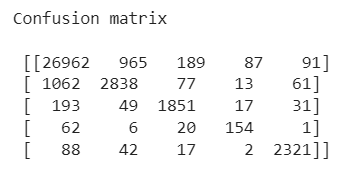 Confusion matrix
[[26962 965 189 87 91]
[ 1062 2838 77 13 61]
[ 193 49 1851 17 31]
[ 62 6 20 154 1]
[ 88 42 17 2 2321]]